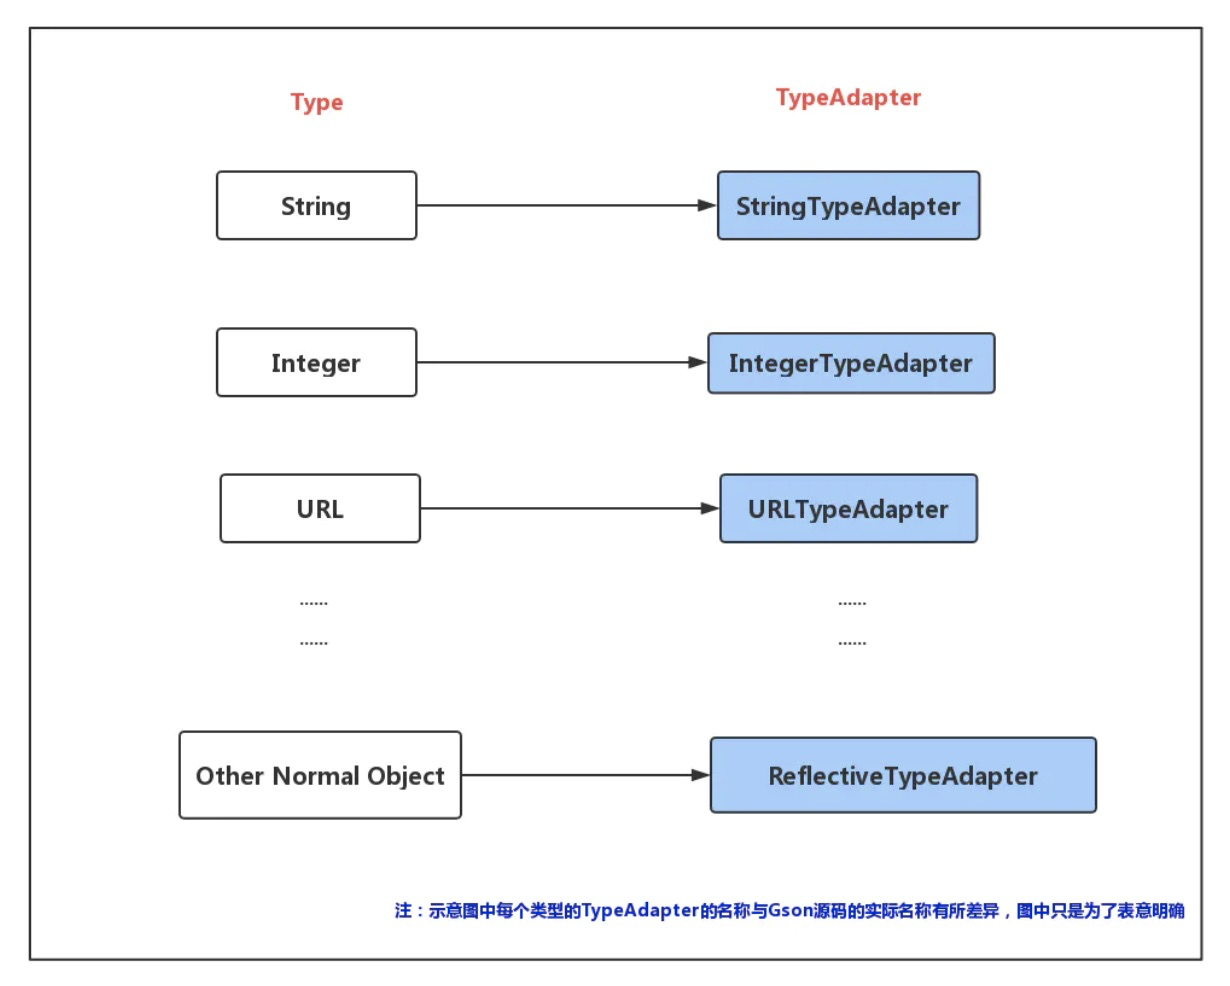 Type TypeAdapter
String StringTypeAdapter
Integer IntegerTypeAdapter
URL URLTypeAdapter
...... ......
...... ......
Other Normal Object ReflectiveTypeAdapter
注：示意图中每个类型的TypeAdapter的名称与Gson源码的实际名称有所差异，图中只是为了表意明确